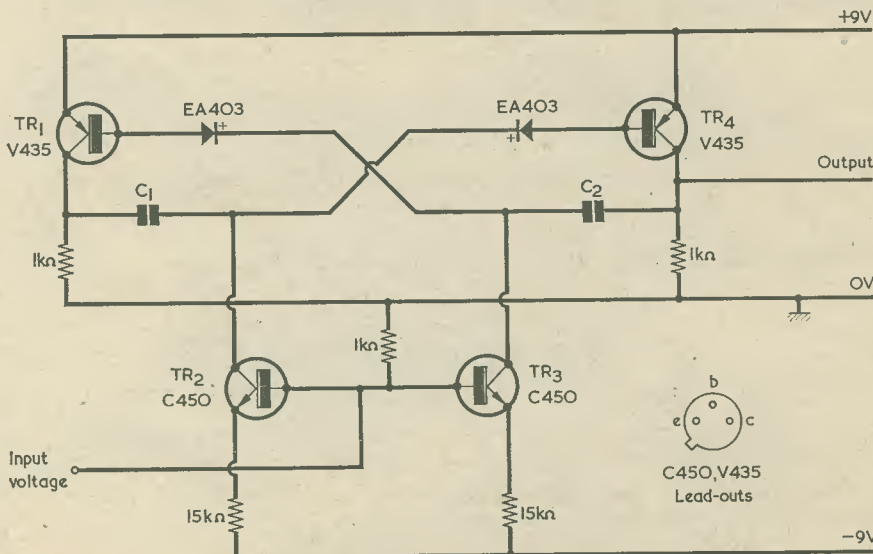 +9V
EA403
EA403
TR1
V435
+
+
TR4
V435
Output
C1
C2
1kΩ
1kΩ
0V
1kΩ
TR2
C450
TR3
C450
b
e
c
Input
voltage
C450,V435
Lead-outs
15kΩ
15kΩ
-9V